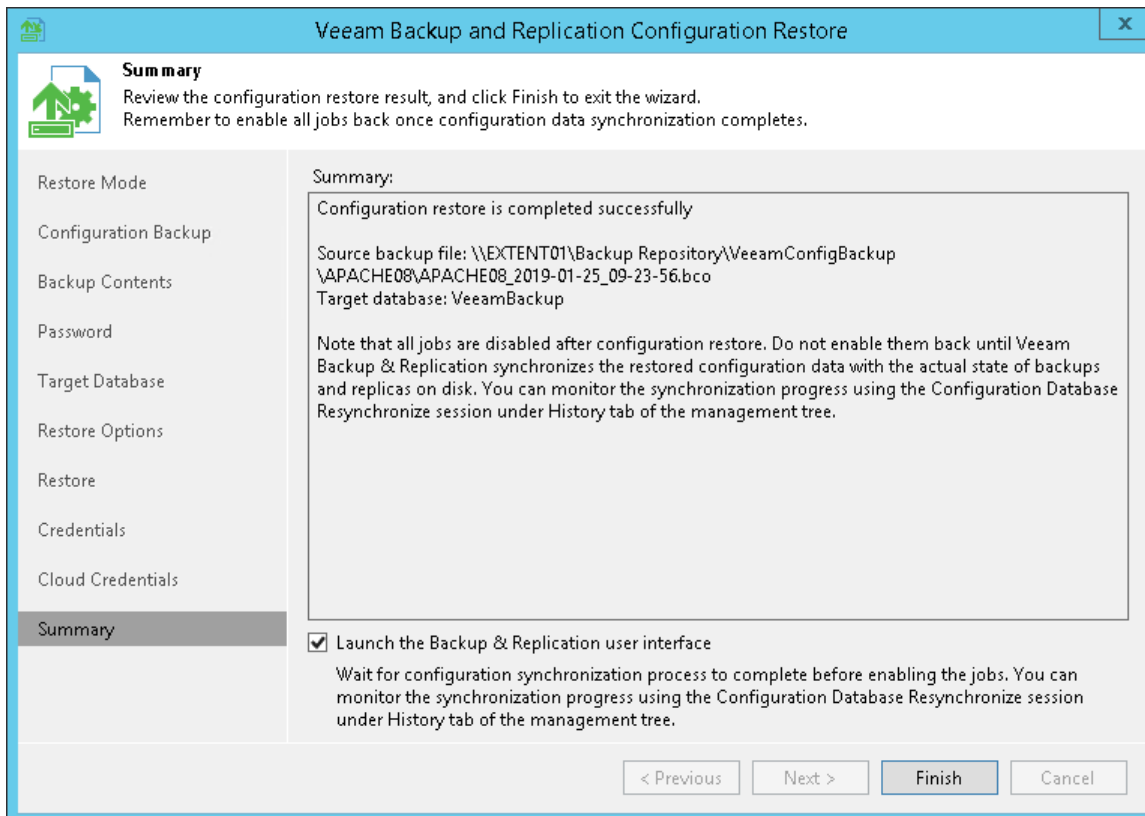 Veeam Backup and Replication Configuration Restore
x
Summary
Review the configuration restore result, and click Finish to exit the wizard.
Remember to enable all jobs back once configuration data synchronization completes.
Restore Mode
Configuration Backup
Backup Contents
Password
Target Database
Restore Options
Restore
Credentials
Cloud Credentials
Summary
Summary:
Configuration restore is completed successfully
Source backup file: \\EXTENT01\Backup Repository\VeeamConfigBackup
\APACHE08\APACHE08_2019-01-25_09-23-56.bco
Target database: VeeamBackup
Note that all jobs are disabled after configuration restore. Do not enable them back until Veeam
Backup & Replication synchronizes the restored configuration data with the actual state of backups
and replicas on disk. You can monitor the synchronization progress using the Configuration Database
Resynchronize session under History tab of the management tree.
Launch the Backup & Replication user interface
Wait for configuration synchronization process to complete before enabling the jobs. You can
monitor the synchronization progress using the Configuration Database Resynchronize session
under History tab of the management tree.
< Previous
Next >
Finish
Cancel